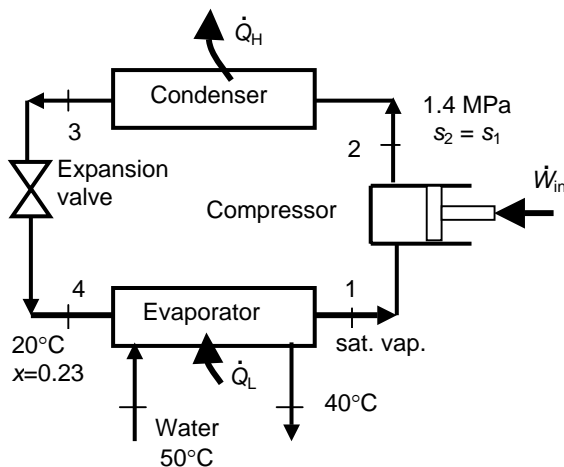 Q̇H
Condenser
1.4 MPa
s2 = s1
3
2
Expansion
valve
Compressor
Ẇin
4
Evaporator
1
20°C
x=0.23
sat. vap.
Q̇L
Water
50°C
40°C